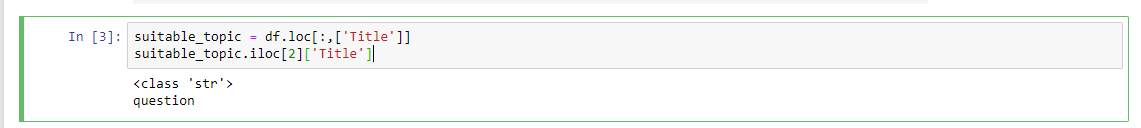 In [3]:
suitable_topic = df.loc[:,['Title']]
suitable_topic.iloc[2]['Title']
<class 'str'>
question